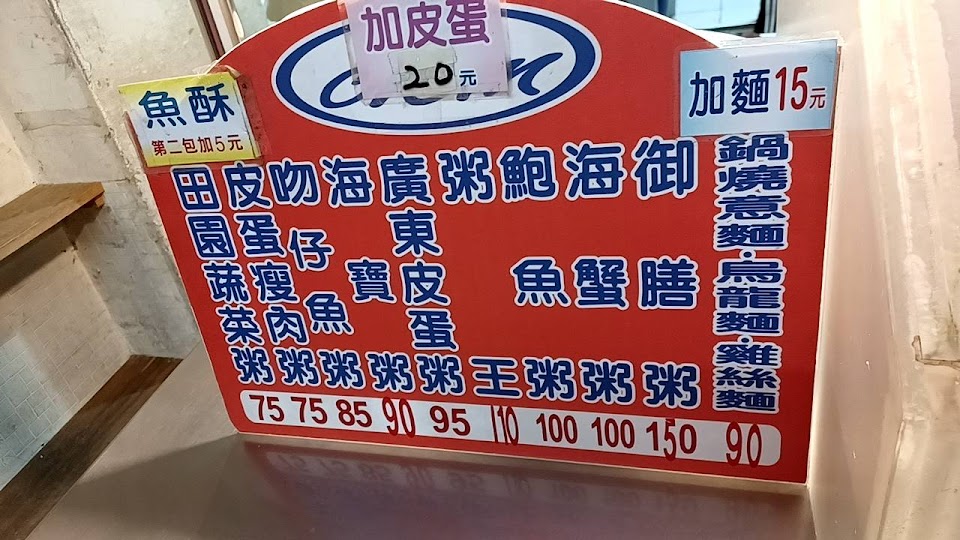 加皮蛋
20元
魚酥
第二包加5元
加麵15元
鍋燒意麵·烏龍麵·雞絲麵
御膳粥
海蟹粥
鮑魚粥
粥王
廣東皮蛋粥
海寶粥
吻仔魚粥
皮蛋瘦肉粥
田園蔬菜粥
75 75 85 90 95 110 100 100 150 90